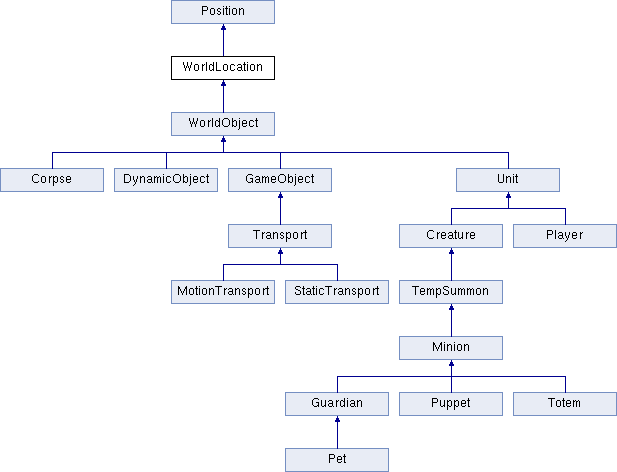 Position
WorldLocation
WorldObject
Corpse
DynamicObject
GameObject
Unit
Transport
Creature
Player
MotionTransport
StaticTransport
TempSummon
Minion
Guardian
Puppet
Totem
Pet